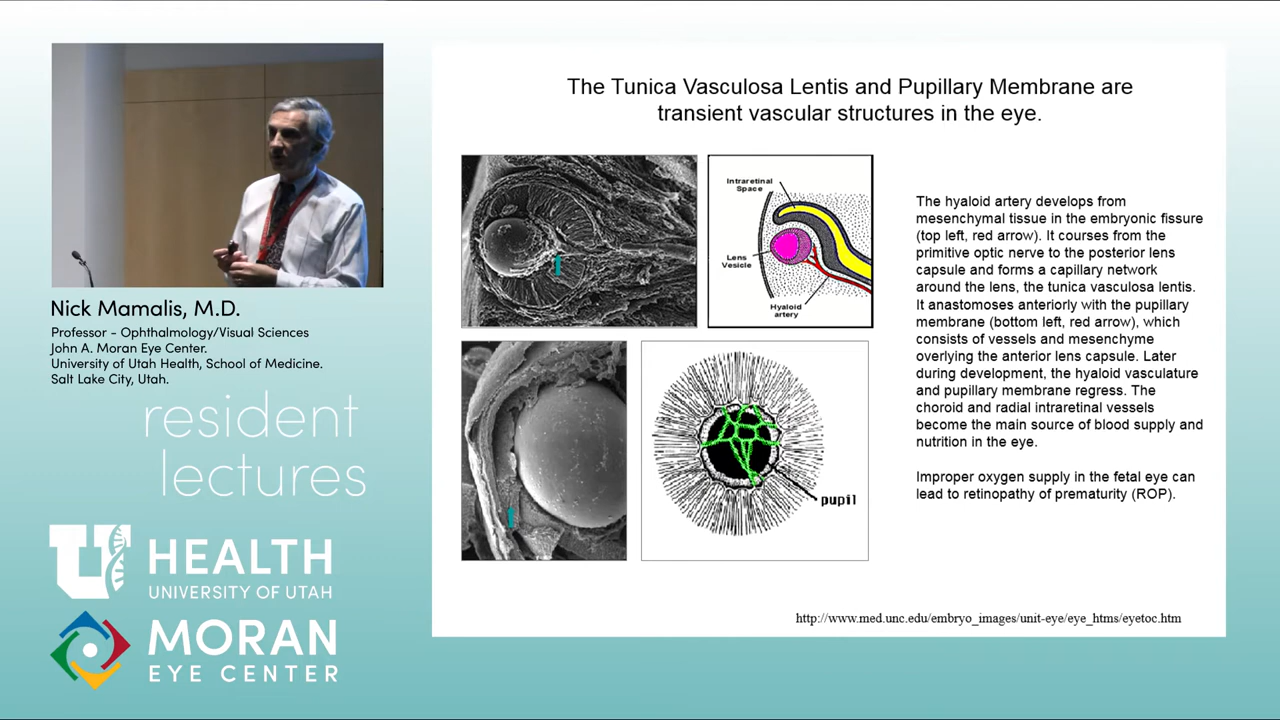 Nick Mamalis, M.D.
Professor - Ophthalmology/Visual Sciences
John A. Moran Eye Center.
University of Utah Health, School of Medicine.
Salt Lake City, Utah.
resident
lectures
U HEALTH
UNIVERSITY OF UTAH
MORAN
EYE CENTER
The Tunica Vasculosa Lentis and Pupillary Membrane are
transient vascular structures in the eye.
Intraretinal
Space
Lens
Vesicle
Hyaloid
artery
pupil
The hyaloid artery develops from
mesenchymal tissue in the embryonic fissure
(top left, red arrow). It courses from the
primitive optic nerve to the posterior lens
capsule and forms a capillary network
around the lens, the tunica vasculosa lentis.
It anastomoses anteriorly with the pupillary
membrane (bottom left, red arrow), which
consists of vessels and mesenchyme
overlying the anterior lens capsule. Later
during development, the hyaloid vasculature
and pupillary membrane regress. The
choroid and radial intraretinal vessels
become the main source of blood supply and
nutrition in the eye.
Improper oxygen supply in the fetal eye can
lead to retinopathy of prematurity (ROP).
http://www.med.unc.edu/embryo_images/unit-eye/eye_htms/eyetoc.htm